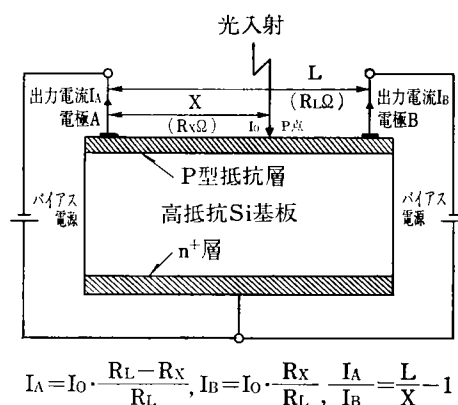 光入射
L
出力電流IA
電極A
X
(RLΩ)
出力電流IB
電極B
(RXΩ)
IO
P点
P型抵抗層
バイアス
電源
高抵抗Si基板
バイアス
電源
n+層
IA=IO・(RL−RX)/RL, IB=IO・RX/RL, IA/IB=L/X−1